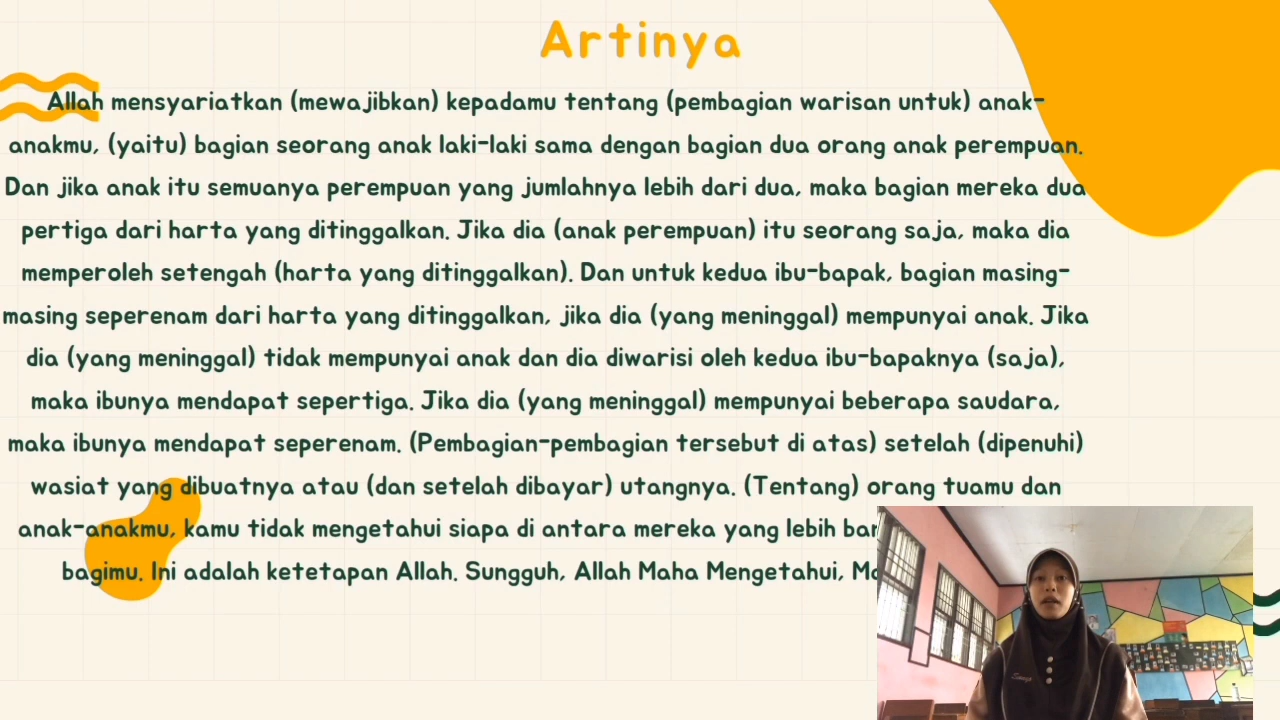 Artinya
Allah mensyariatkan (mewajibkan) kepadamu tentang (pembagian warisan untuk) anak-
anakmu, (yaitu) bagian seorang anak laki-laki sama dengan bagian dua orang anak perempuan.
Dan jika anak itu semuanya perempuan yang jumlahnya lebih dari dua, maka bagian mereka dua
pertiga dari harta yang ditinggalkan. Jika dia (anak perempuan) itu seorang saja, maka dia
memperoleh setengah (harta yang ditinggalkan). Dan untuk kedua ibu-bapak, bagian masing-
masing seperenam dari harta yang ditinggalkan, jika dia (yang meninggal) mempunyai anak. Jika
dia (yang meninggal) tidak mempunyai anak dan dia diwarisi oleh kedua ibu-bapaknya (saja),
maka ibunya mendapat sepertiga. Jika dia (yang meninggal) mempunyai beberapa saudara,
maka ibunya mendapat seperenam. (Pembagian-pembagian tersebut di atas) setelah (dipenuhi)
wasiat yang dibuatnya atau (dan setelah dibayar) utangnya. (Tentang) orang tuamu dan
anak-anakmu, kamu tidak mengetahui siapa di antara mereka yang lebih
bagimu. Ini adalah ketetapan Allah. Sungguh, Allah Maha Mengetahui,